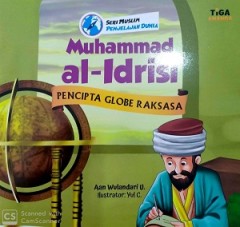 SERI MUSLIM
PENJELAJAH DUNIA
TiGA
Muhammad
al-Idrisi
PENCIPTA GLOBE RAKSASA
Aan Wulandari U.
Ilustrator: Yul C.
CS
Scanned with
CamScanner